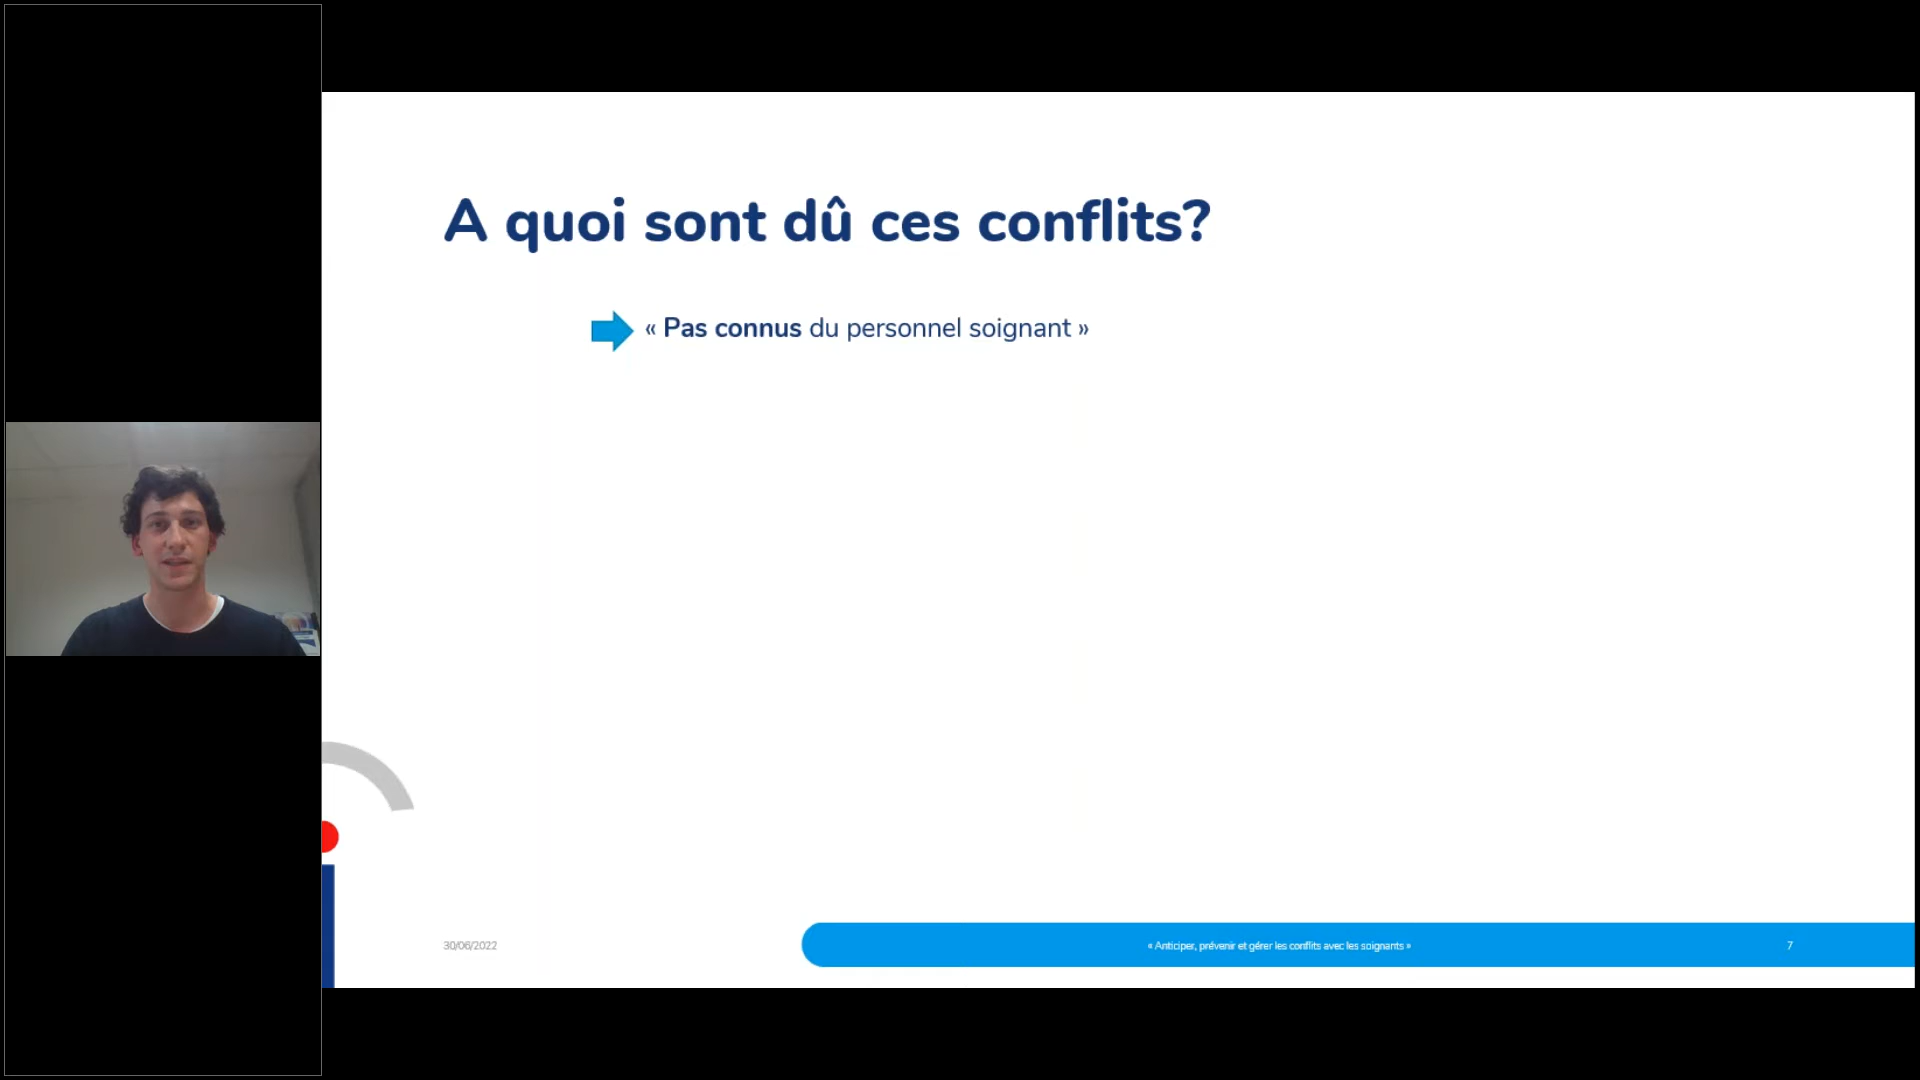 A quoi sont dû ces conflits?
« Pas connus du personnel soignant »
30/06/2022
« Anticiper, prévenir et gérer les conflits avec les soignants »
7